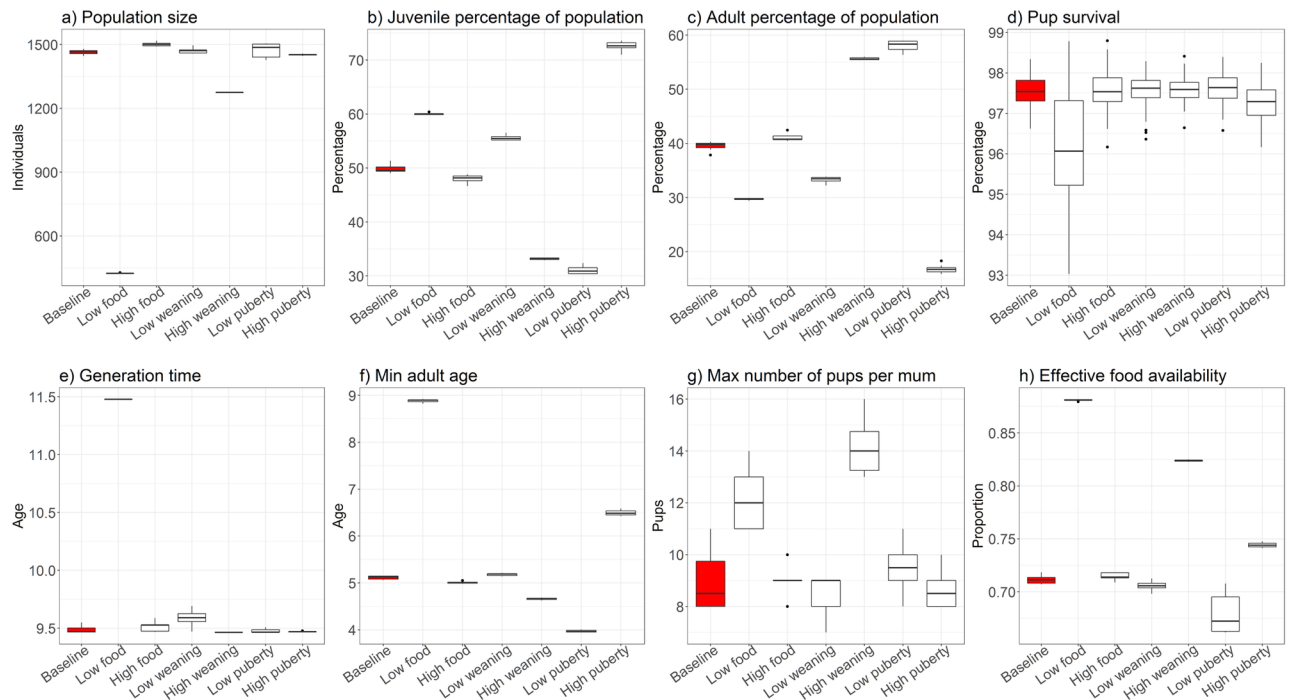 a) Population size
Individuals
1500
1200
900
600
Baseline
Low food
High food
Low weaning
High weaning
Low puberty
High puberty
b) Juvenile percentage of population
Percentage
70
60
50
40
30
Baseline
Low food
High food
Low weaning
High weaning
Low puberty
High puberty
c) Adult percentage of population
Percentage
60
50
40
30
20
Baseline
Low food
High food
Low weaning
High weaning
Low puberty
High puberty
d) Pup survival
Percentage
99
98
97
96
95
94
93
Baseline
Low food
High food
Low weaning
High weaning
Low puberty
High puberty
e) Generation time
Age
11.5
11.0
10.5
10.0
9.5
Baseline
Low food
High food
Low weaning
High weaning
Low puberty
High puberty
f) Min adult age
Age
9
8
7
6
5
4
Baseline
Low food
High food
Low weaning
High weaning
Low puberty
High puberty
g) Max number of pups per mum
Pups
16
14
12
10
8
Baseline
Low food
High food
Low weaning
High weaning
Low puberty
High puberty
h) Effective food availability
Proportion
0.85
0.80
0.75
0.70
Baseline
Low food
High food
Low weaning
High weaning
Low puberty
High puberty